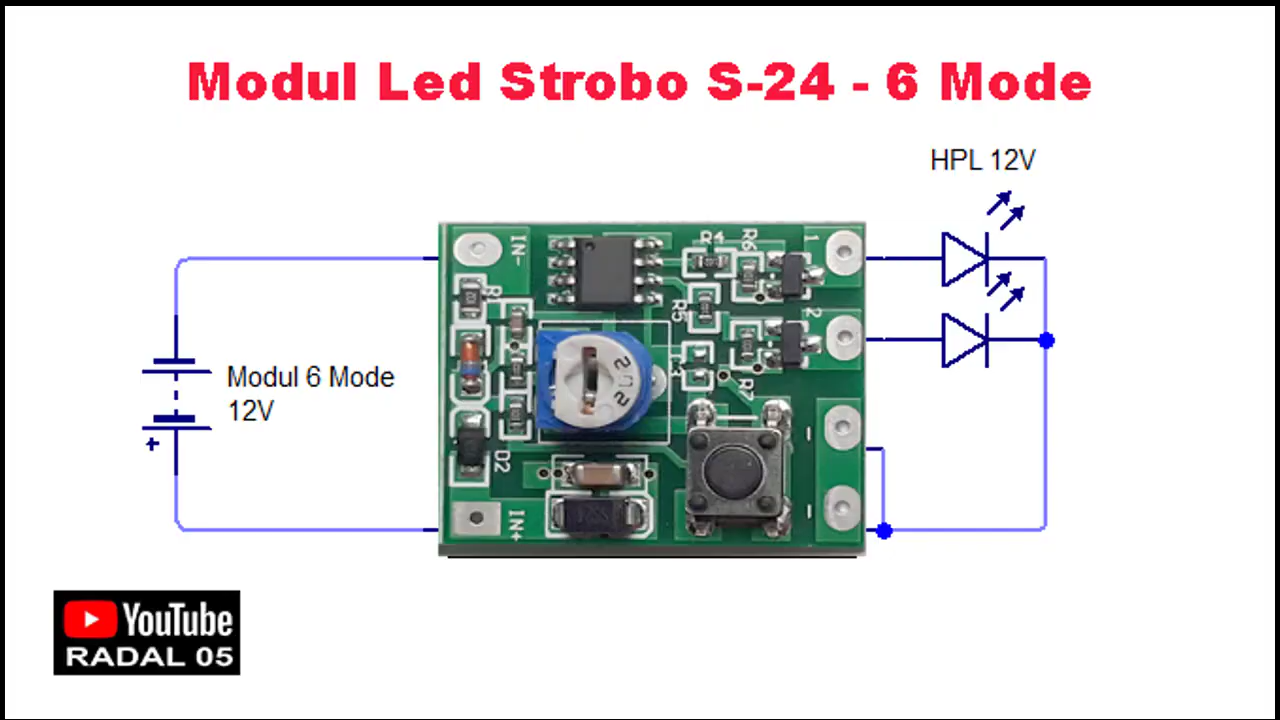 Modul Led Strobo S-24 - 6 Mode
HPL 12V
IN-
R4
R6
1
R5
2
Modul 6 Mode
12V
R7
D2
IN+
+
YouTube
RADAL 05